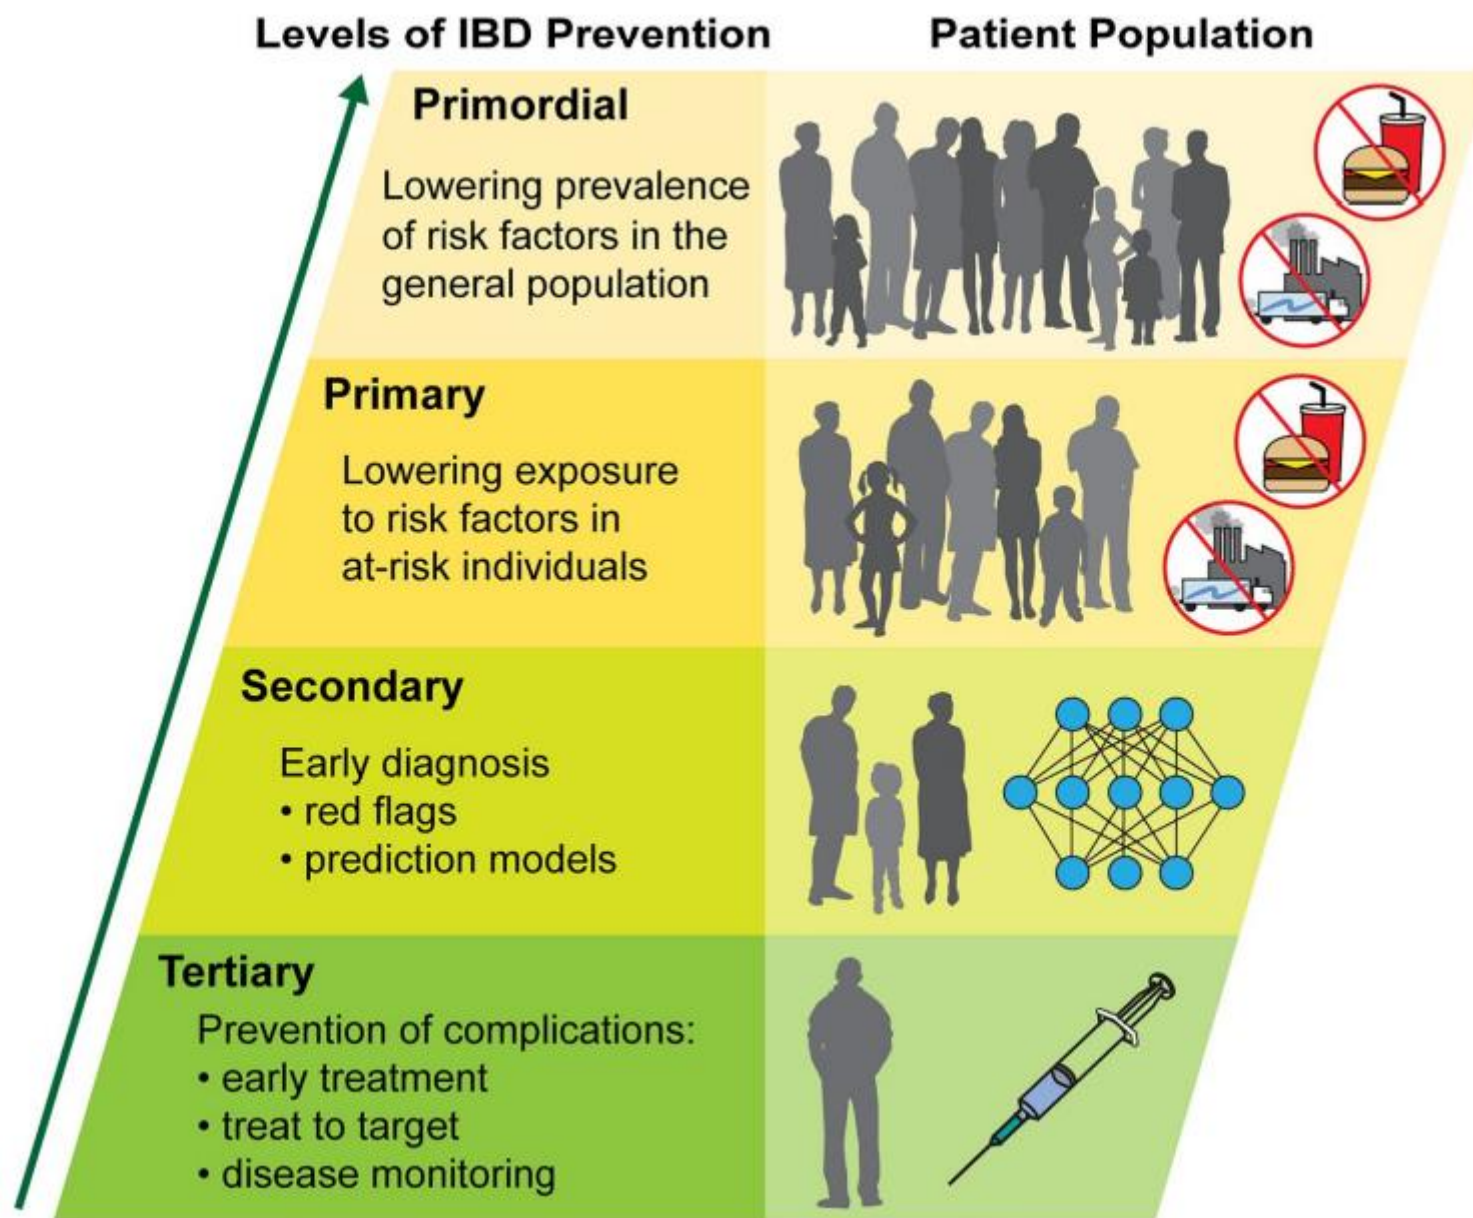 Levels of IBD Prevention
Patient Population
Primordial
Lowering prevalence
of risk factors in the
general population
Primary
Lowering exposure
to risk factors in
at-risk individuals
Secondary
Early diagnosis
• red flags
• prediction models
Tertiary
Prevention of complications:
• early treatment
• treat to target
• disease monitoring